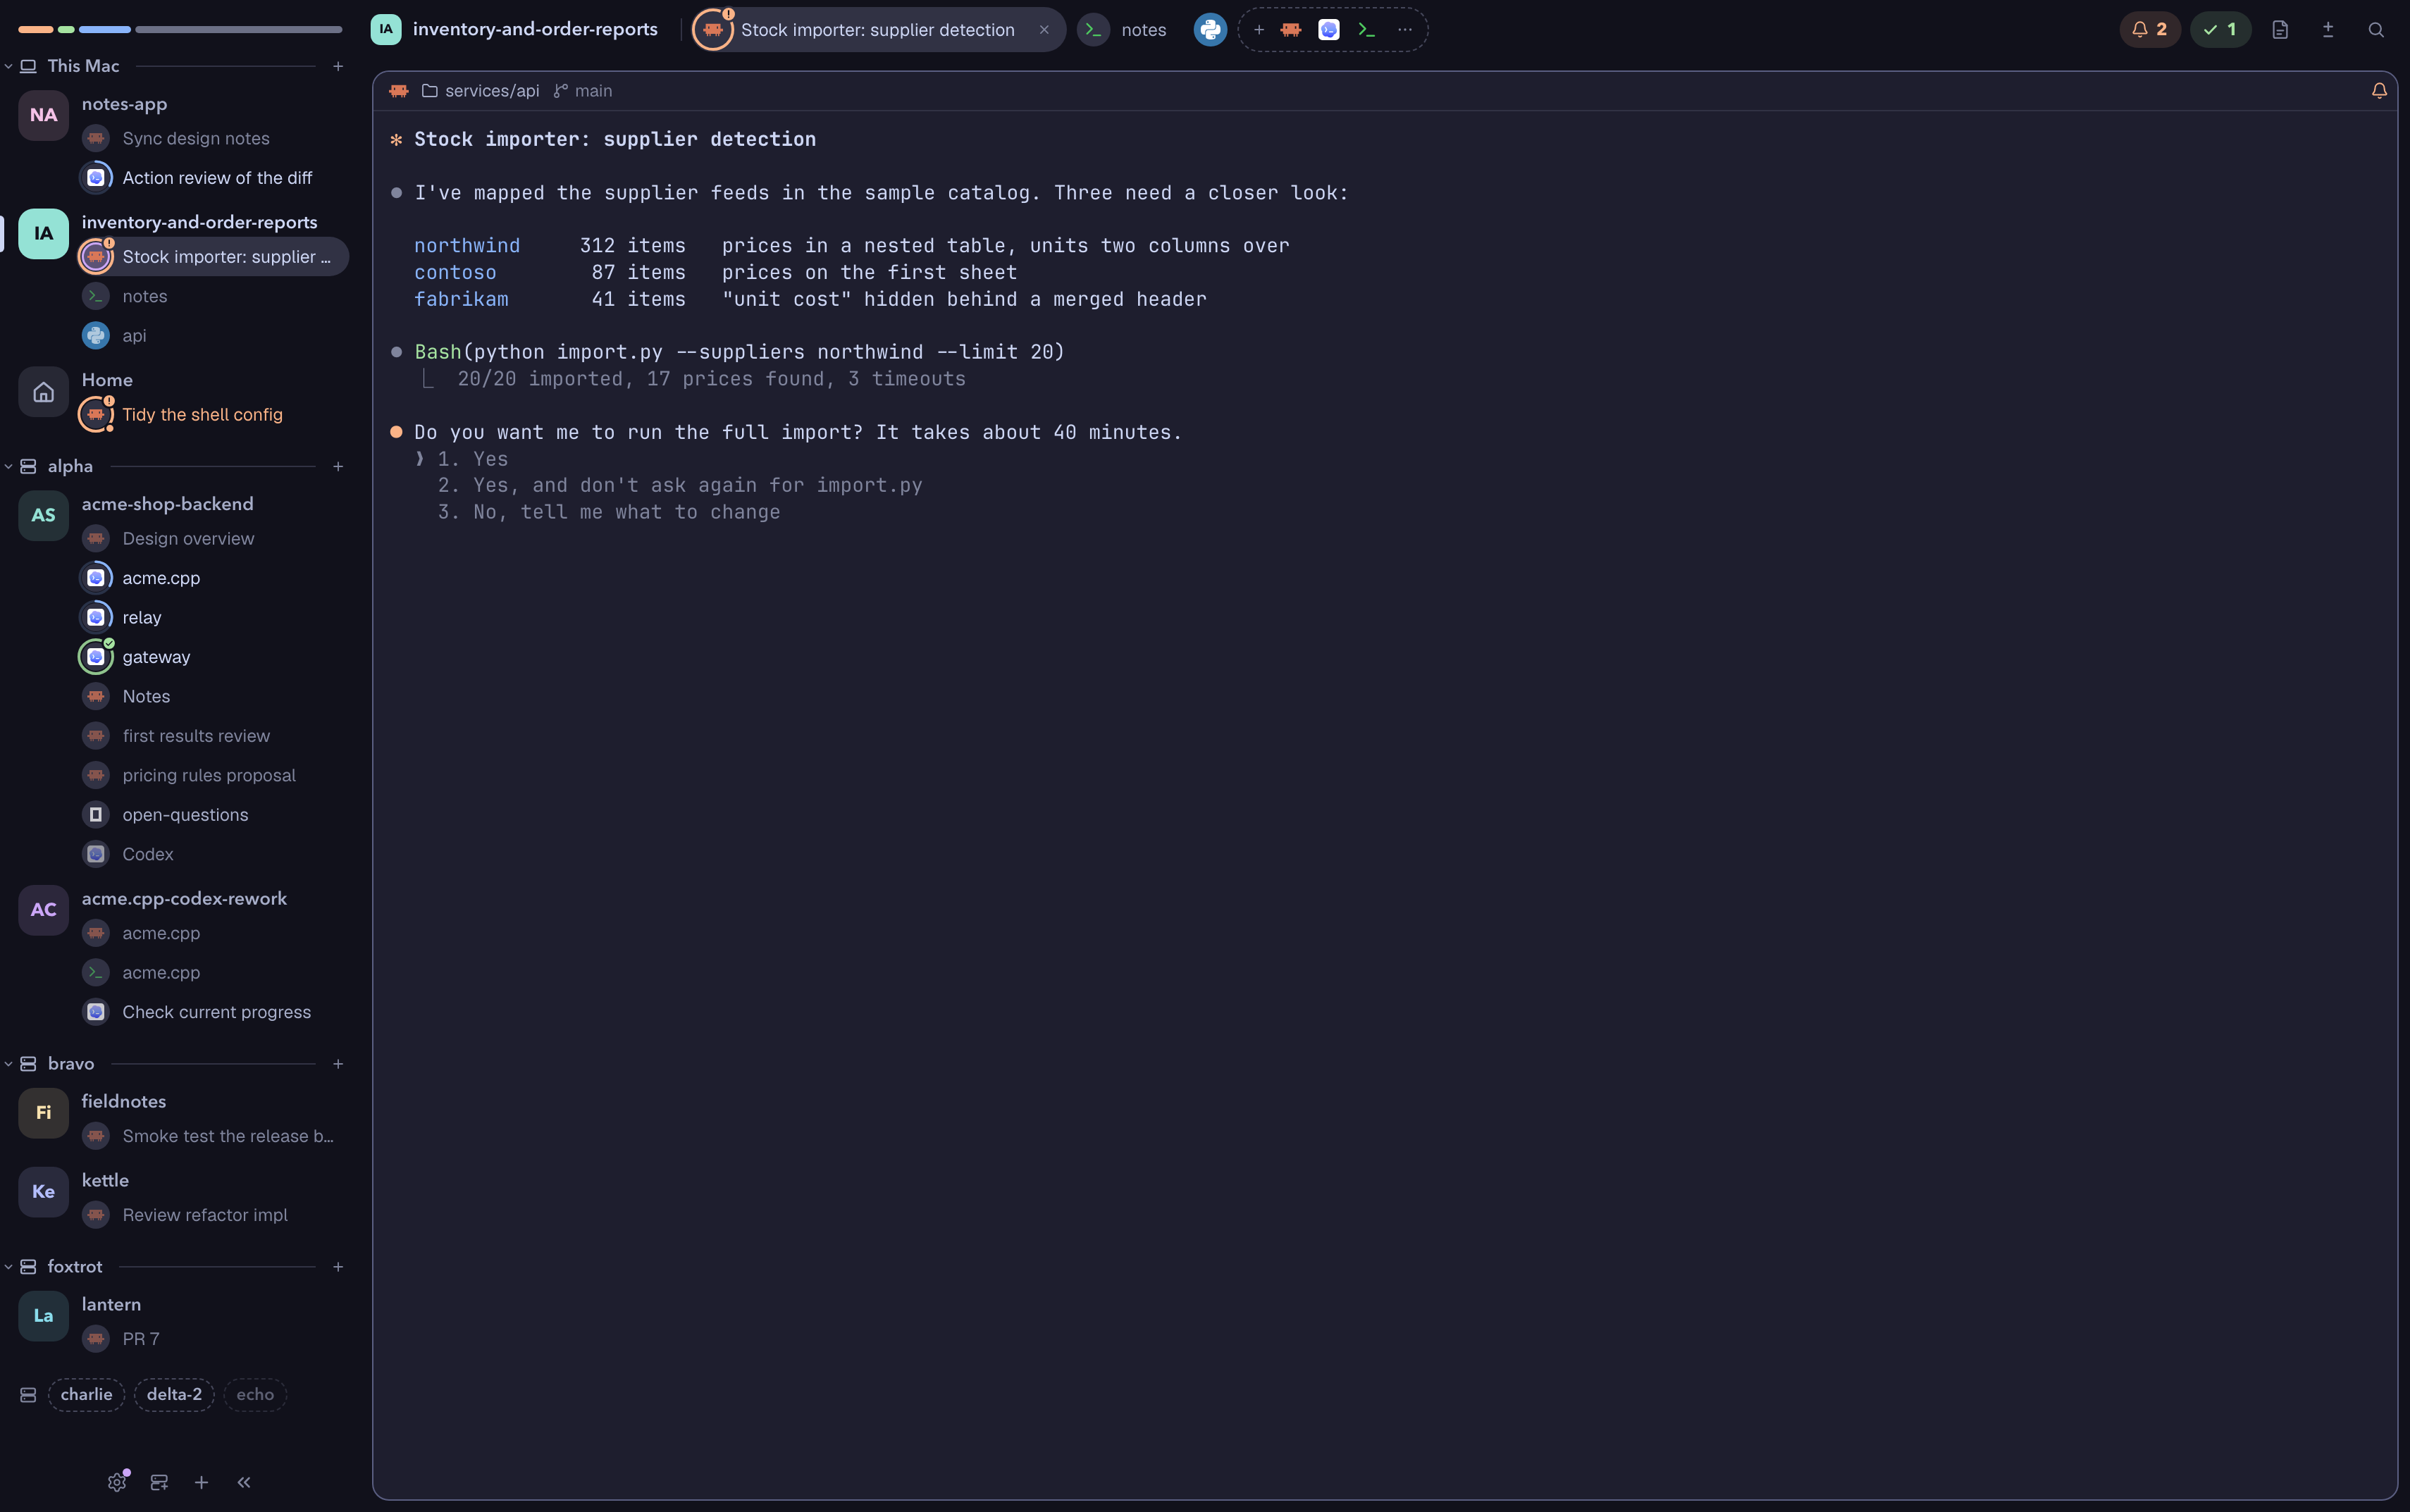 IA inventory-and-order-reports
Stock importer: supplier detection ×
notes
2
1
This Mac
NA notes-app
Sync design notes
Action review of the diff
IA inventory-and-order-reports
Stock importer: supplier ...
notes
api
Home
Tidy the shell config
alpha
AS acme-shop-backend
Design overview
acme.cpp
relay
gateway
Notes
first results review
pricing rules proposal
open-questions
Codex
AC acme.cpp-codex-rework
acme.cpp
acme.cpp
Check current progress
bravo
Fi fieldnotes
Smoke test the release b...
Ke kettle
Review refactor impl
foxtrot
La lantern
PR 7
charlie delta-2 echo
services/api main
✻ Stock importer: supplier detection
● I've mapped the supplier feeds in the sample catalog. Three need a closer look:
northwind 312 items prices in a nested table, units two columns over
contoso 87 items prices on the first sheet
fabrikam 41 items "unit cost" hidden behind a merged header
● Bash(python import.py --suppliers northwind --limit 20)
⎿ 20/20 imported, 17 prices found, 3 timeouts
● Do you want me to run the full import? It takes about 40 minutes.
❯ 1. Yes
2. Yes, and don't ask again for import.py
3. No, tell me what to change